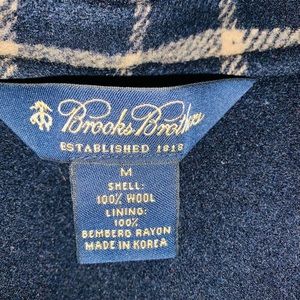 Brooks Brothers
ESTABLISHED 1818
M
SHELL:
100% WOOL
LINING:
100%
BEMBERG RAYON
MADE IN KOREA